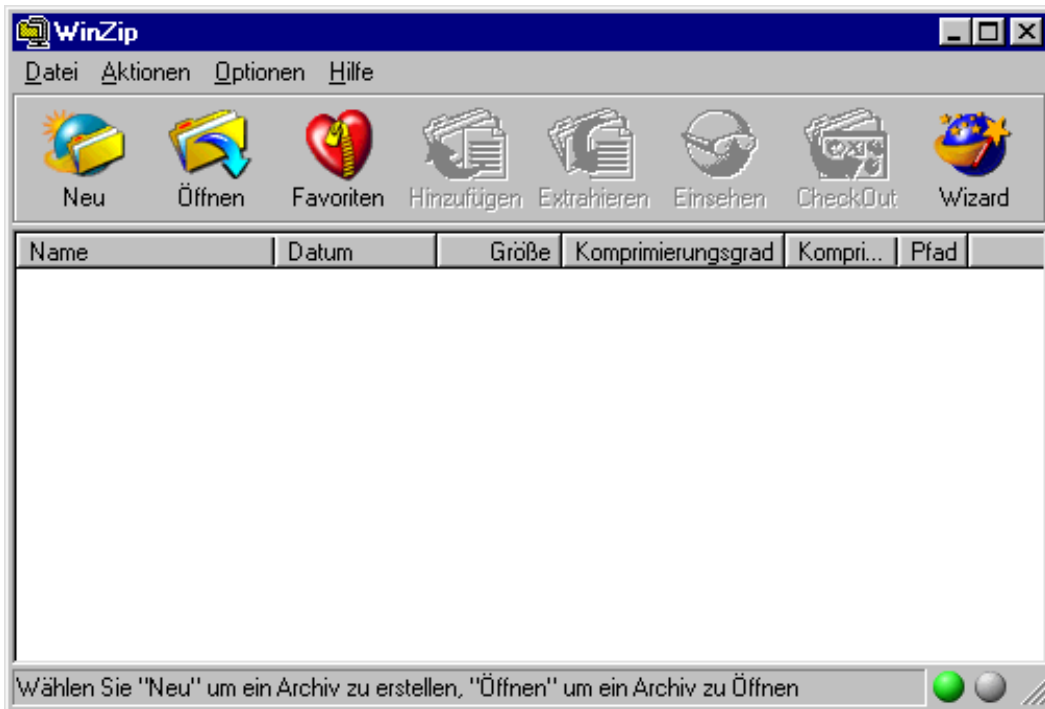 WinZip
Datei Aktionen Optionen Hilfe
Neu Öffnen Favoriten Hinzufügen Extrahieren Einsehen CheckOut Wizard
Name Datum Größe Komprimierungsgrad Kompri... Pfad
Wählen Sie "Neu" um ein Archiv zu erstellen, "Öffnen" um ein Archiv zu Öffnen